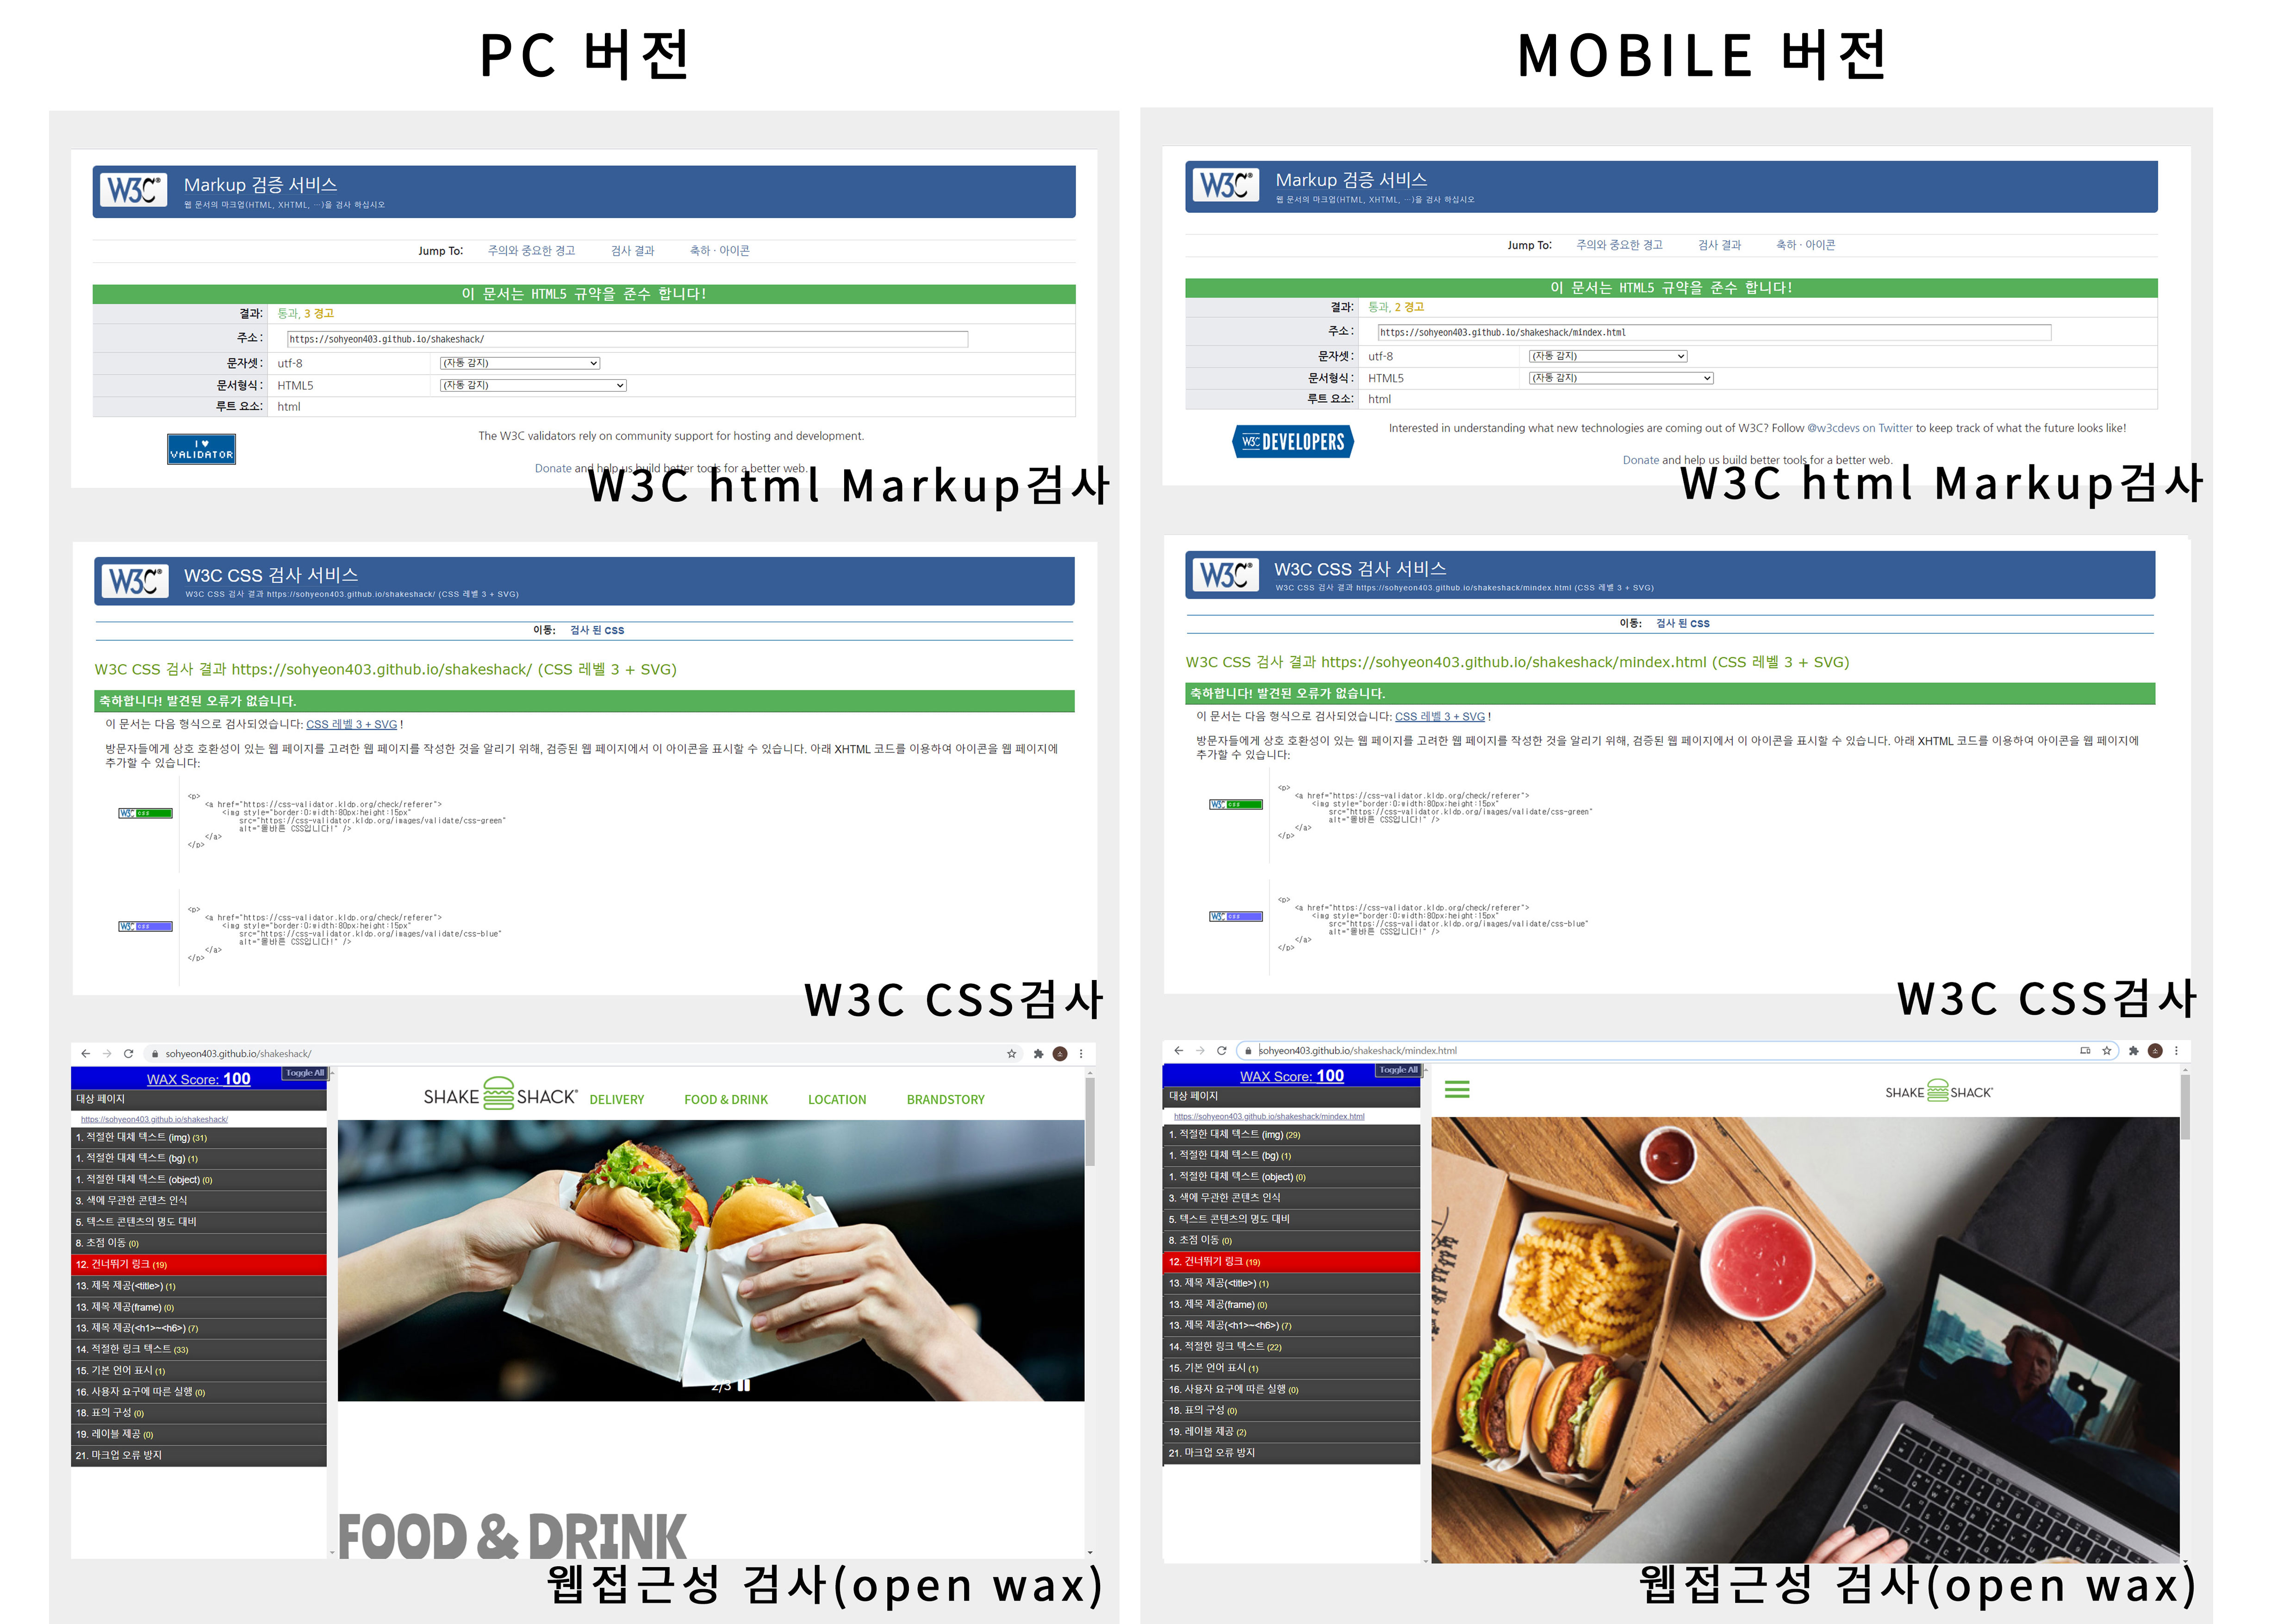 PC 버전
W3C®
Markup 검증 서비스
웹 문서의 마크업(HTML, XHTML, …)을 검사 하십시오
Jump To: 주의와 중요한 경고 검사 결과 축하 · 아이콘
이 문서는 HTML5 규약을 준수 합니다!
결과: 통과, 3 경고
주소 : https://sohyeon403.github.io/shakeshack/
문자셋 : utf-8 (자동 감지)
문서형식 : HTML5 (자동 감지)
루트 요소: html
I ♥ VALIDATOR
The W3C validators rely on community support for hosting and development.
Donate and help us build better tools for a better web.
W3C html Markup검사
W3C®
W3C CSS 검사 서비스
W3C CSS 검사 결과 https://sohyeon403.github.io/shakeshack/ (CSS 레벨 3 + SVG)
이동: 검사 된 CSS
W3C CSS 검사 결과 https://sohyeon403.github.io/shakeshack/ (CSS 레벨 3 + SVG)
축하합니다! 발견된 오류가 없습니다.
이 문서는 다음 형식으로 검사되었습니다: CSS 레벨 3 + SVG !
방문자들에게 상호 호환성이 있는 웹 페이지를 고려한 웹 페이지를 작성한 것을 알리기 위해, 검증된 웹 페이지에서 이 아이콘을 표시할 수 있습니다. 아래 XHTML 코드를 이용하여 아이콘을 웹 페이지에
추가할 수 있습니다:
W3C css
<p>
<a href="https://css-validator.kldp.org/check/referer">
<img style="border:0;width:80px;height:15px"
src="https://css-validator.kldp.org/images/validate/css-green"
alt="올바른 CSS입니다!" />
</a>
</p>
W3C css
<p>
<a href="https://css-validator.kldp.org/check/referer">
<img style="border:0;width:80px;height:15px"
src="https://css-validator.kldp.org/images/validate/css-blue"
alt="올바른 CSS입니다!" />
</a>
</p>
W3C CSS검사
sohyeon403.github.io/shakeshack/
WAX Score: 100
Toggle All
대상 페이지
https://sohyeon403.github.io/shakeshack/
1. 적절한 대체 텍스트 (img) (31)
1. 적절한 대체 텍스트 (bg) (1)
1. 적절한 대체 텍스트 (object) (0)
3. 색에 무관한 콘텐츠 인식
5. 텍스트 콘텐츠의 명도 대비
8. 초점 이동 (0)
12. 건너뛰기 링크 (19)
13. 제목 제공(<title>) (1)
13. 제목 제공(frame) (0)
13. 제목 제공(<h1>~<h6>) (7)
14. 적절한 링크 텍스트 (33)
15. 기본 언어 표시 (1)
16. 사용자 요구에 따른 실행 (0)
18. 표의 구성 (0)
19. 레이블 제공 (0)
21. 마크업 오류 방지
SHAKE SHACK®
DELIVERY FOOD & DRINK LOCATION BRANDSTORY
2/3
FOOD & DRINK
웹접근성 검사(open wax)
MOBILE 버전
W3C®
Markup 검증 서비스
웹 문서의 마크업(HTML, XHTML, …)을 검사 하십시오
Jump To: 주의와 중요한 경고 검사 결과 축하 · 아이콘
이 문서는 HTML5 규약을 준수 합니다!
결과: 통과, 2 경고
주소 : https://sohyeon403.github.io/shakeshack/mindex.html
문자셋 : utf-8 (자동 감지)
문서형식 : HTML5 (자동 감지)
루트 요소: html
W3C DEVELOPERS
Interested in understanding what new technologies are coming out of W3C? Follow @w3cdevs on Twitter to keep track of what the future looks like!
Donate and help us build better tools for a better web.
W3C html Markup검사
W3C®
W3C CSS 검사 서비스
W3C CSS 검사 결과 https://sohyeon403.github.io/shakeshack/mindex.html (CSS 레벨 3 + SVG)
이동: 검사 된 CSS
W3C CSS 검사 결과 https://sohyeon403.github.io/shakeshack/mindex.html (CSS 레벨 3 + SVG)
축하합니다! 발견된 오류가 없습니다.
이 문서는 다음 형식으로 검사되었습니다: CSS 레벨 3 + SVG !
방문자들에게 상호 호환성이 있는 웹 페이지를 고려한 웹 페이지를 작성한 것을 알리기 위해, 검증된 웹 페이지에서 이 아이콘을 표시할 수 있습니다. 아래 XHTML 코드를 이용하여 아이콘을 웹 페이지에
추가할 수 있습니다:
W3C css
<p>
<a href="https://css-validator.kldp.org/check/referer">
<img style="border:0;width:80px;height:15px"
src="https://css-validator.kldp.org/images/validate/css-green"
alt="올바른 CSS입니다!" />
</a>
</p>
W3C css
<p>
<a href="https://css-validator.kldp.org/check/referer">
<img style="border:0;width:80px;height:15px"
src="https://css-validator.kldp.org/images/validate/css-blue"
alt="올바른 CSS입니다!" />
</a>
</p>
W3C CSS검사
sohyeon403.github.io/shakeshack/mindex.html
WAX Score: 100
Toggle All
대상 페이지
https://sohyeon403.github.io/shakeshack/mindex.html
1. 적절한 대체 텍스트 (img) (29)
1. 적절한 대체 텍스트 (bg) (1)
1. 적절한 대체 텍스트 (object) (0)
3. 색에 무관한 콘텐츠 인식
5. 텍스트 콘텐츠의 명도 대비
8. 초점 이동 (0)
12. 건너뛰기 링크 (19)
13. 제목 제공(<title>) (1)
13. 제목 제공(frame) (0)
13. 제목 제공(<h1>~<h6>) (7)
14. 적절한 링크 텍스트 (22)
15. 기본 언어 표시 (1)
16. 사용자 요구에 따른 실행 (0)
18. 표의 구성 (0)
19. 레이블 제공 (2)
21. 마크업 오류 방지
SHAKE SHACK®
웹접근성 검사(open wax)